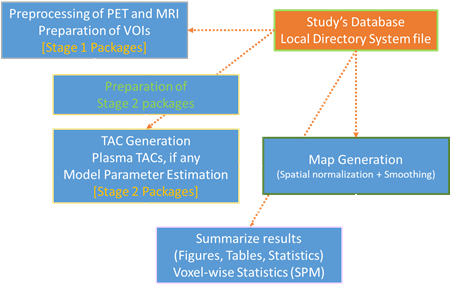 Preprocessing of PET and MRI
Preparation of VOIs
[Stage 1 Packages]
Study's Database
Local Directory System file
Preparation of
Stage 2 packages
TAC Generation
Plasma TACs, if any
Model Parameter Estimation
[Stage 2 Packages]
Map Generation
(Spatial normalization + Smoothing)
Summarize results
(Figures, Tables, Statistics)
Voxel-wise Statistics (SPM)